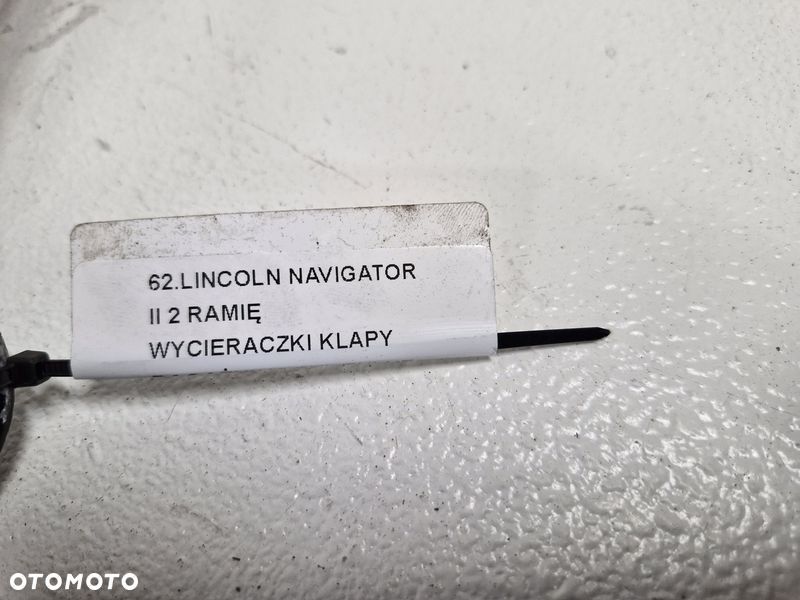 62.LINCOLN NAVIGATOR
II 2 RAMIĘ
WYCIERACZKI KLAPY
OTOMOTO